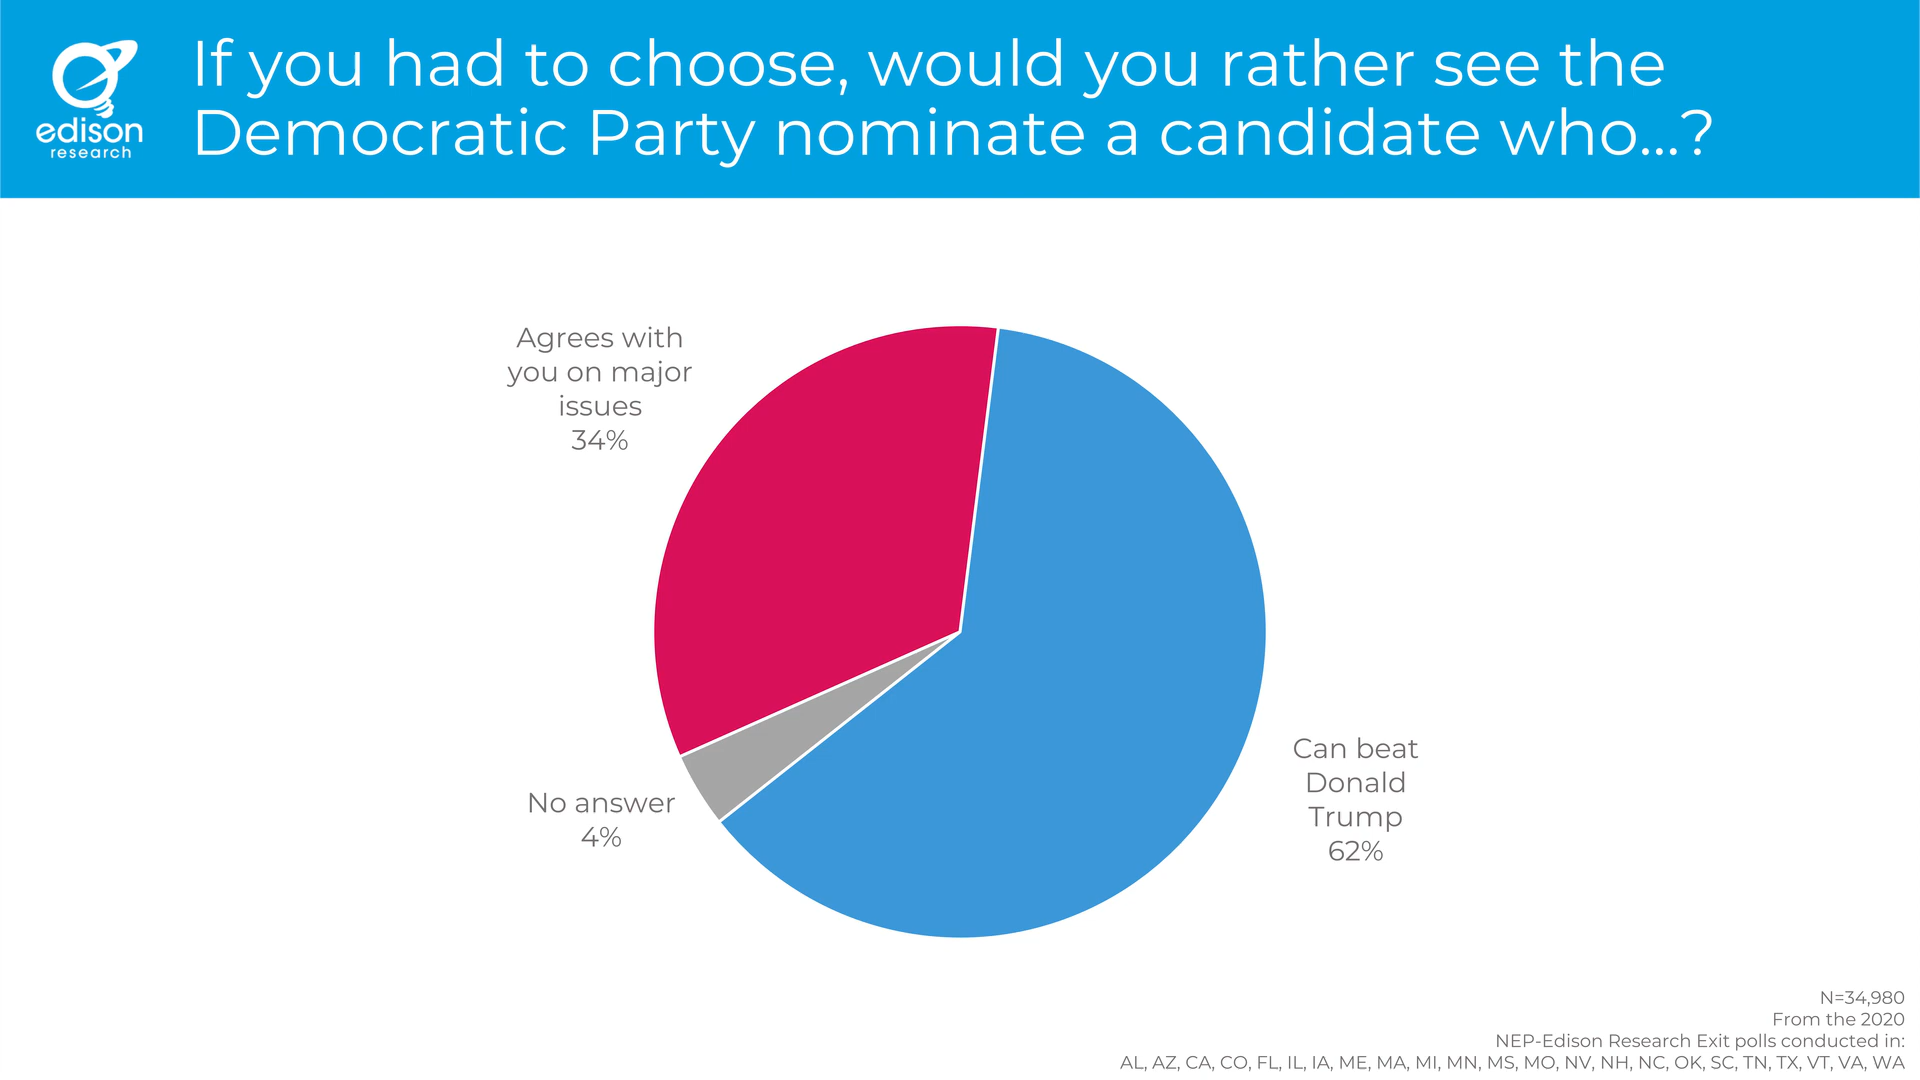 edison
research
If you had to choose, would you rather see the
Democratic Party nominate a candidate who...?
Agrees with
you on major
issues
34%
No answer
4%
Can beat
Donald
Trump
62%
N=34,980
From the 2020
NEP-Edison Research Exit polls conducted in:
AL, AZ, CA, CO, FL, IL, IA, ME, MA, MI, MN, MS, MO, NV, NH, NC, OK, SC, TN, TX, VT, VA, WA